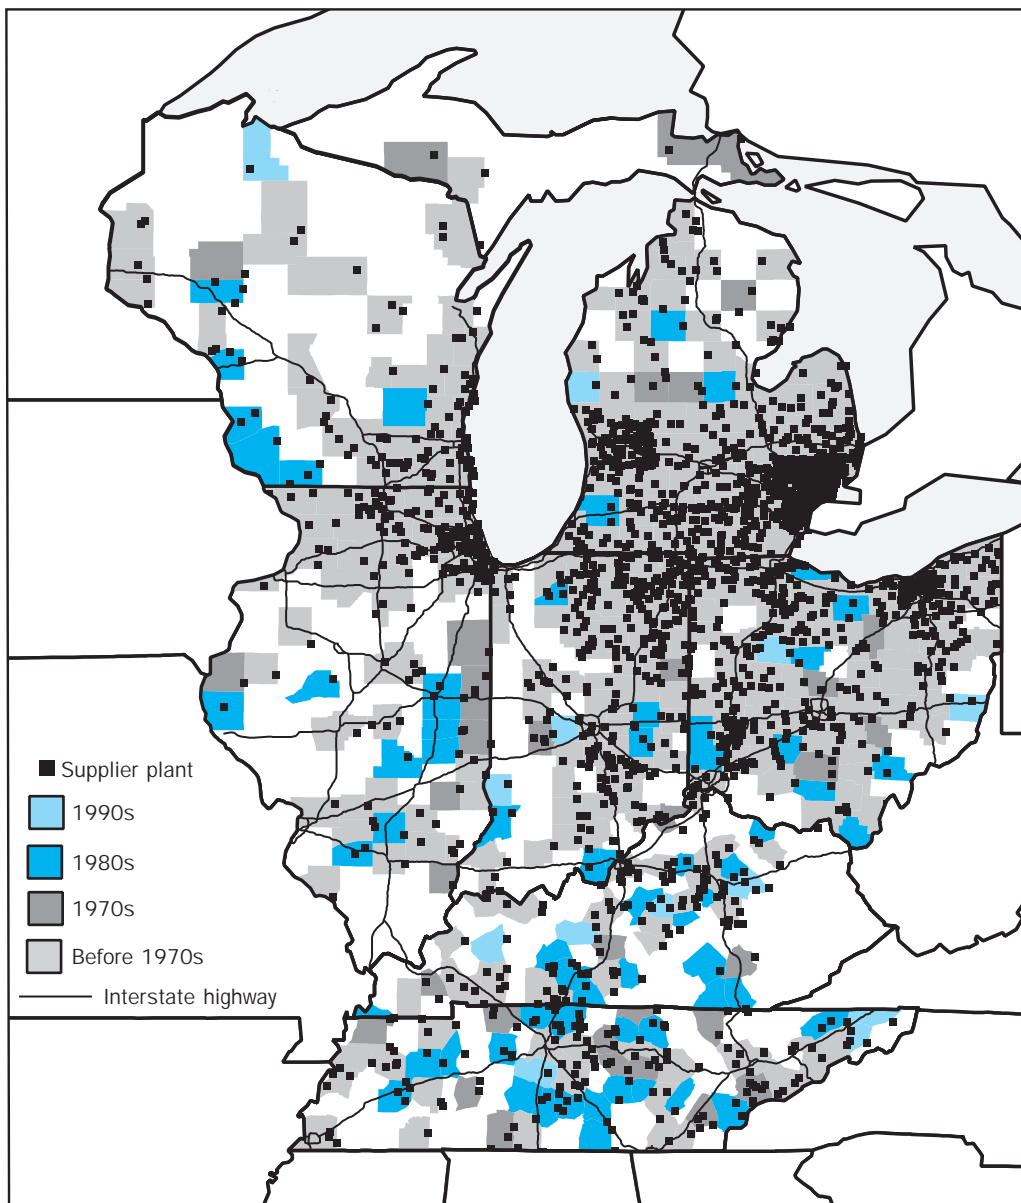 Supplier plant
1990s
1980s
1970s
Before 1970s
Interstate highway